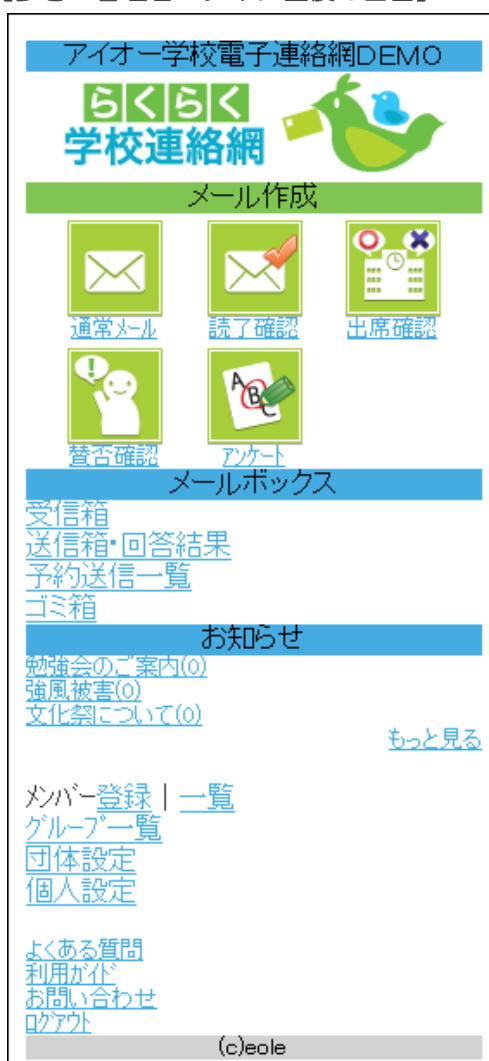 アイオー学校電子連絡網DEMO
らくらく
学校連絡網
メール作成
通常ﾒｰﾙ
読了確認
出席確認
賛否確認
ABC
ｱﾝｹｰﾄ
メールボックス
受信箱
送信箱･回答結果
予約送信一覧
ゴミ箱
お知らせ
勉強会のご案内(0)
強風被害(0)
文化祭について(0)
もっと見る
ﾒﾝﾊﾞｰ登録 | 一覧
ｸﾞﾙｰﾌﾟ一覧
団体設定
個人設定
よくある質問
利用ｶﾞｲﾄﾞ
お問い合わせ
ﾛｸﾞｱｳﾄ
(c)eole